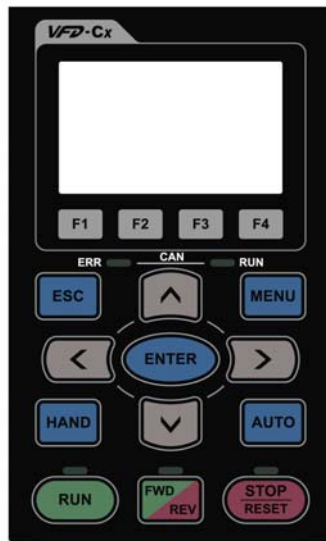 VFD-Cx
F1 F2 F3 F4
ERR CAN RUN
ESC MENU
ENTER
HAND AUTO
RUN FWD REV STOP RESET